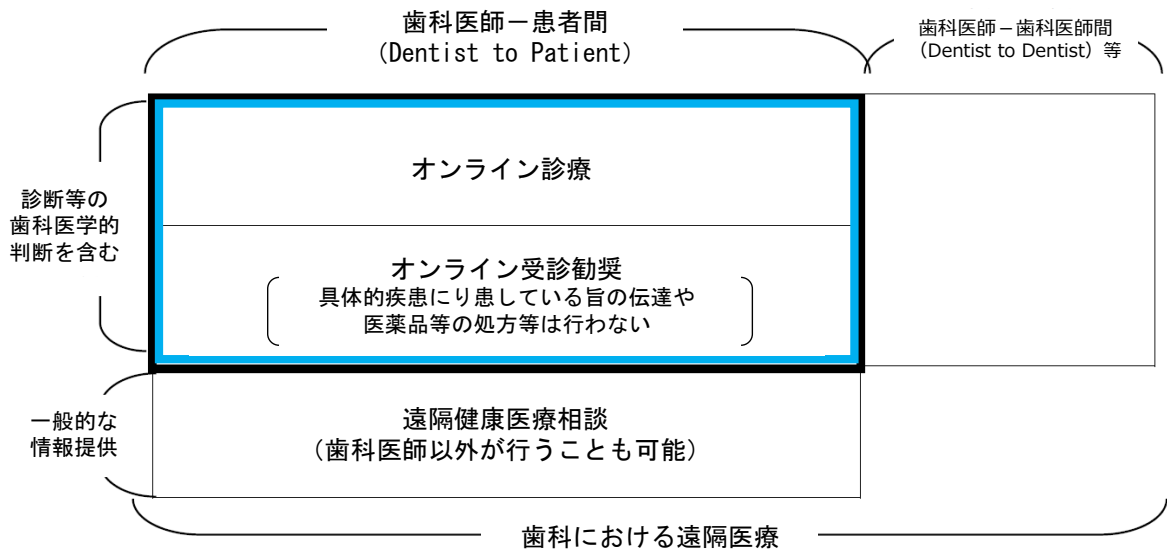 歯科医師－患者間
（Dentist to Patient）
歯科医師－歯科医師間
（Dentist to Dentist）等
診断等の
歯科医学的
判断を含む
オンライン診療
オンライン受診勧奨
具体的疾患にり患している旨の伝達や
医薬品等の処方等は行わない
一般的な
情報提供
遠隔健康医療相談
（歯科医師以外が行うことも可能）
歯科における遠隔医療